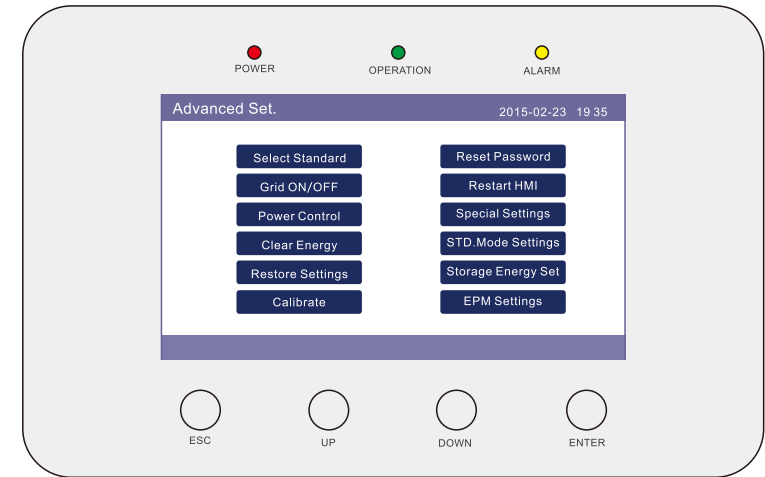 POWER
OPERATION
ALARM
Advanced Set.
2015-02-23 19 35
Select Standard
Grid ON/OFF
Power Control
Clear Energy
Restore Settings
Calibrate
Reset Password
Restart HMI
Special Settings
STD.Mode Settings
Storage Energy Set
EPM Settings
ESC
UP
DOWN
ENTER